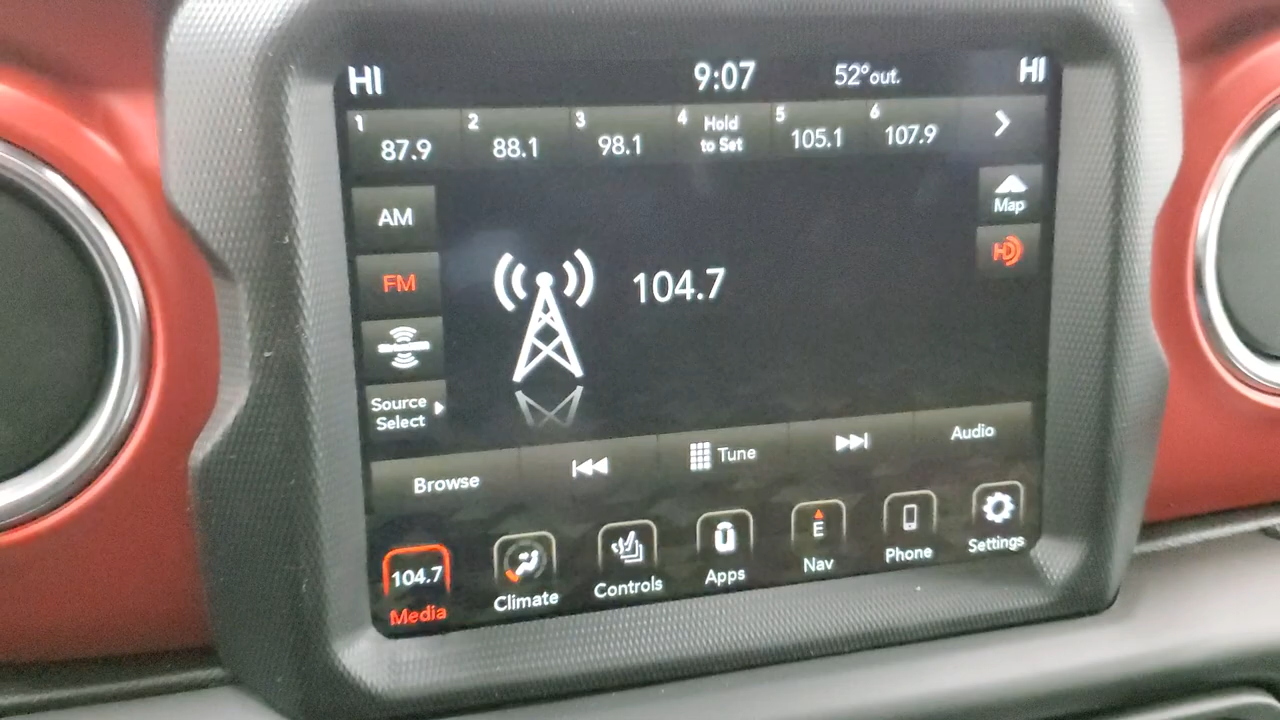 HI 9:07 52°out. HI
1 87.9 2 88.1 3 98.1 4 Hold to Set 5 105.1 6 107.9
AM
Map
FM
HD
104.7
Source
Select
Browse Tune Audio
104.7 E
Media Climate Controls Apps Nav Phone Settings